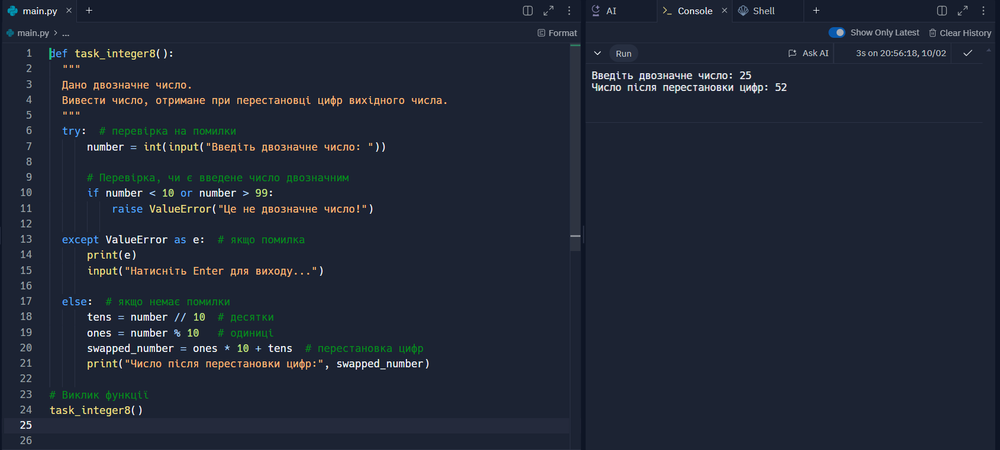 main.py × +
main.py > ...
Format
1 def task_integer8():
2 """
3 Дано двозначне число.
4 Вивести число, отримане при перестановці цифр вихідного числа.
5 """
6 try:  # перевірка на помилки
7 number = int(input("Введіть двозначне число: "))
8
9 # Перевірка, чи є введене число двозначним
10 if number < 10 or number > 99:
11 raise ValueError("Це не двозначне число!")
12
13 except ValueError as e:  # якщо помилка
14 print(e)
15 input("Натисніть Enter для виходу...")
16
17 else:  # якщо немає помилки
18 tens = number // 10  # десятки
19 ones = number % 10   # одиниці
20 swapped_number = ones * 10 + tens  # перестановка цифр
21 print("Число після перестановки цифр:", swapped_number)
22
23 # Виклик функції
24 task_integer8()
25
26
AI Console × Shell +
Show Only Latest Clear History
Run Ask AI 3s on 20:56:18, 10/02
Введіть двозначне число: 25
Число після перестановки цифр: 52